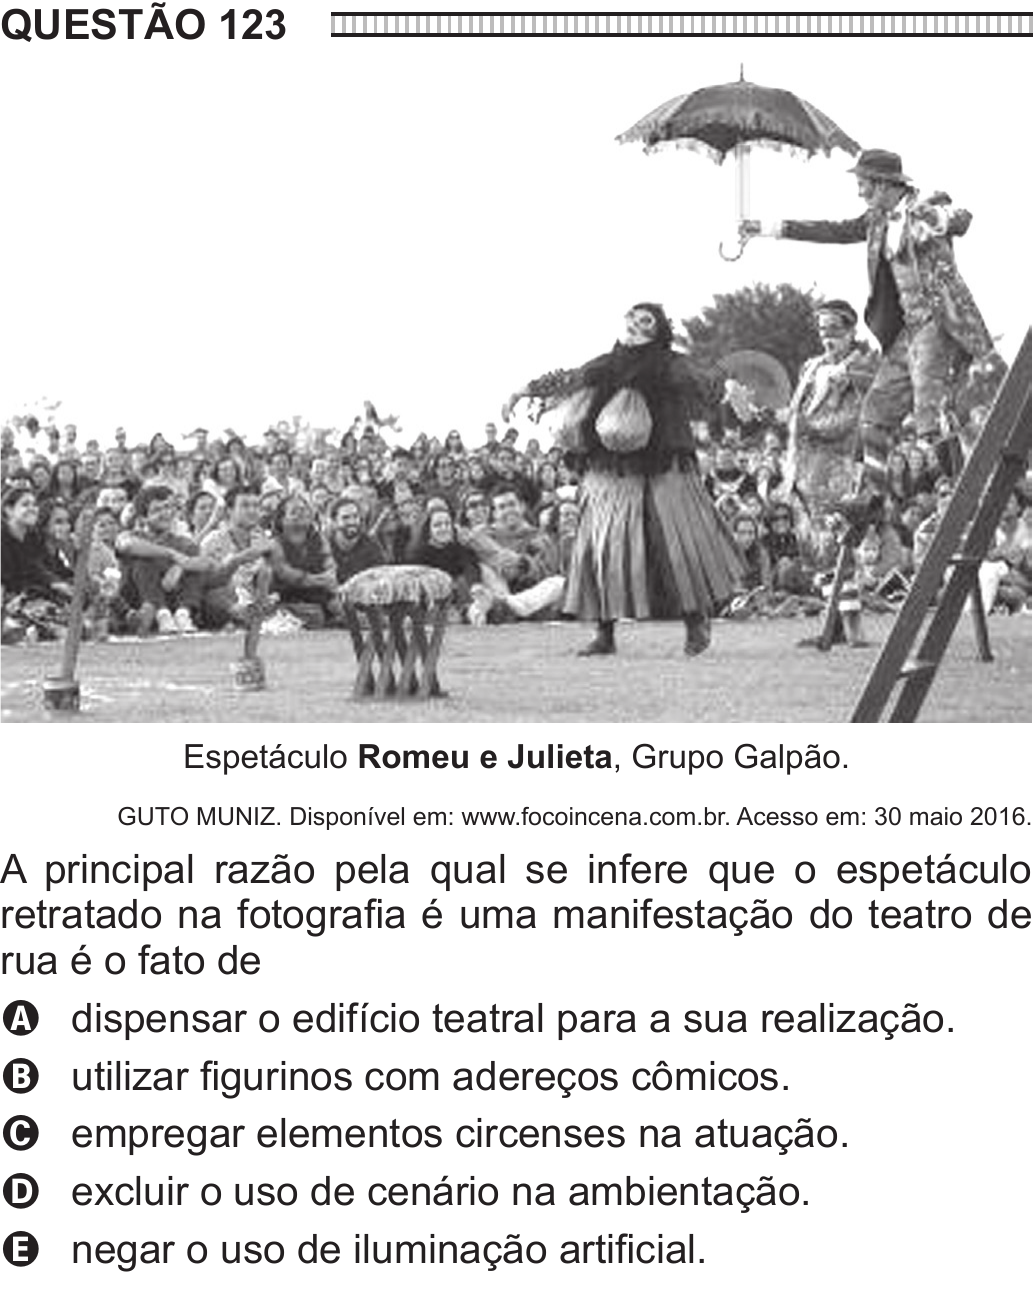 QUESTÃO 123
Espetáculo Romeu e Julieta, Grupo Galpão.
GUTO MUNIZ. Disponível em: www.focoincena.com.br. Acesso em: 30 maio 2016.
A principal razão pela qual se infere que o espetáculo
retratado na fotografia é uma manifestação do teatro de
rua é o fato de
A dispensar o edifício teatral para a sua realização.
B utilizar figurinos com adereços cômicos.
C empregar elementos circenses na atuação.
D excluir o uso de cenário na ambientação.
E negar o uso de iluminação artificial.